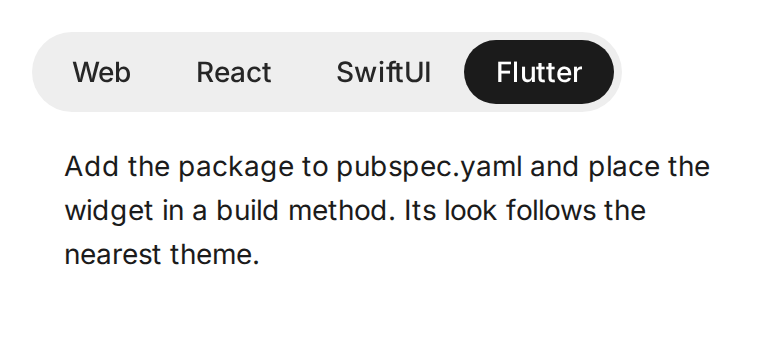 Web React SwiftUI Flutter
Add the package to pubspec.yaml and place the
widget in a build method. Its look follows the
nearest theme.